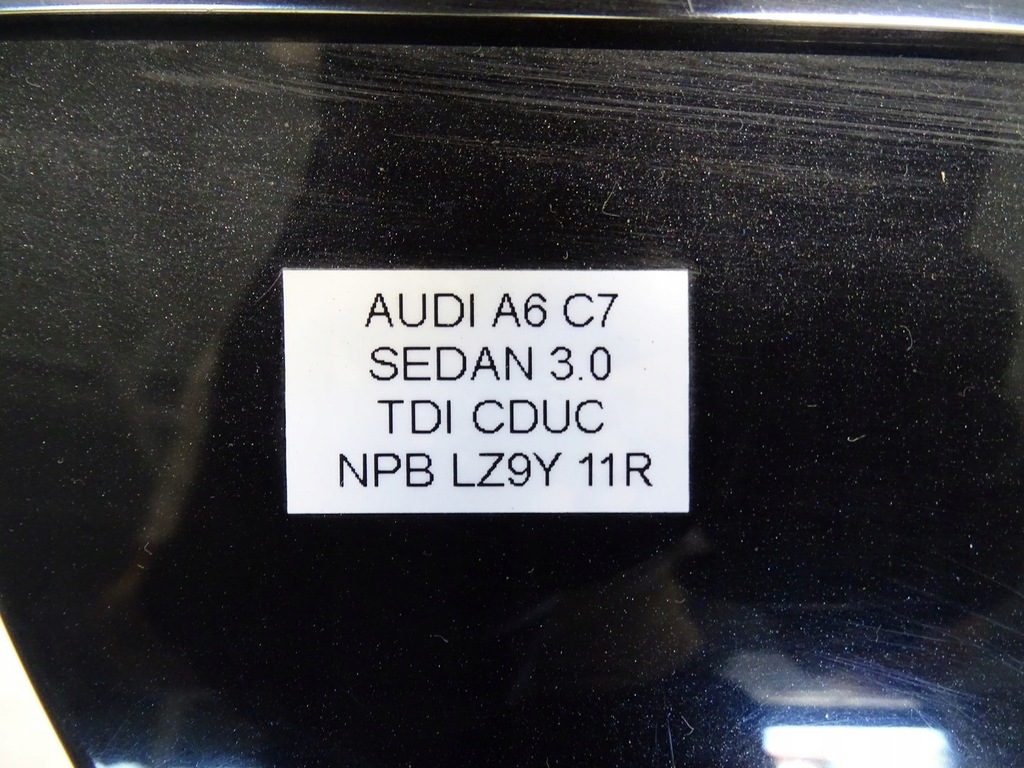 AUDI A6 C7
SEDAN 3.0
TDI CDUC
NPB LZ9Y 11R